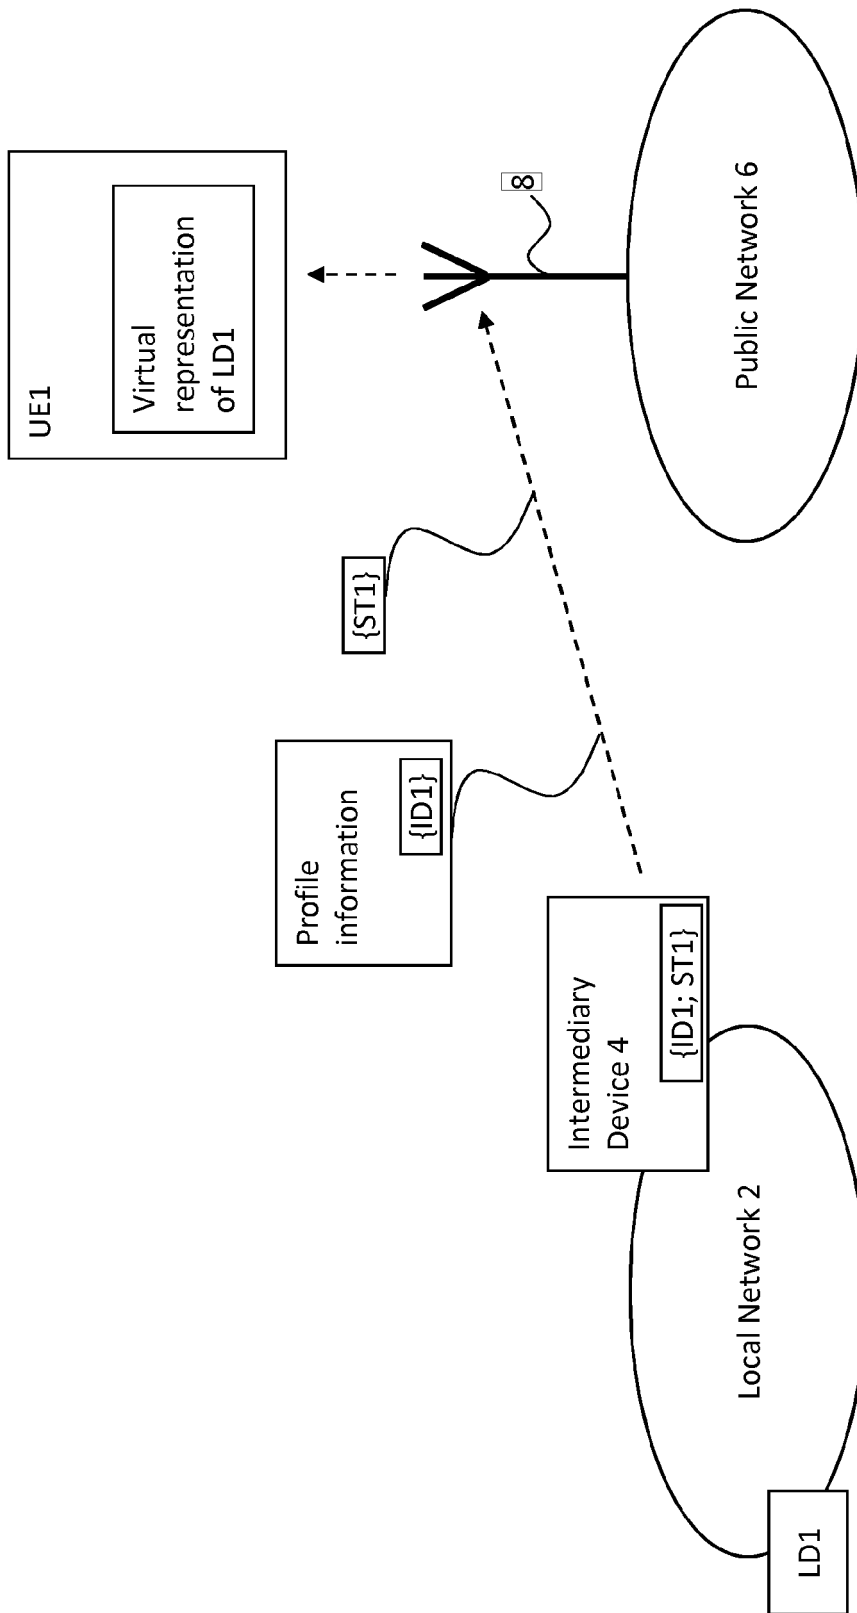 UE1
Virtual
representation
of LD1
8
Public Network 6
{ST1}
Profile
information
{ID1}
Intermediary
Device 4
{ID1; ST1}
Local Network 2
LD1